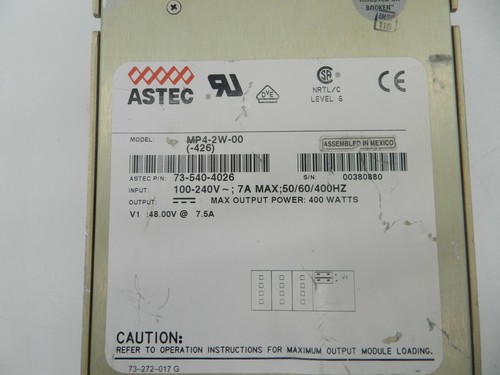 BROKEN"
ASTEC
NRTL/C
LEVEL 6
CE
MODEL: MP4-2W-00
(-426)
ASSEMBLED IN MEXICO
ASTEC P/N: 73-540-4026
S/N: 00380880
INPUT: 100-240V ~; 7A MAX;50/60/400HZ
OUTPUT: MAX OUTPUT POWER: 400 WATTS
V1 :48.00V @ 7.5A
V1
CAUTION:
REFER TO OPERATION INSTRUCTIONS FOR MAXIMUM OUTPUT MODULE LOADING.
73-272-017 G